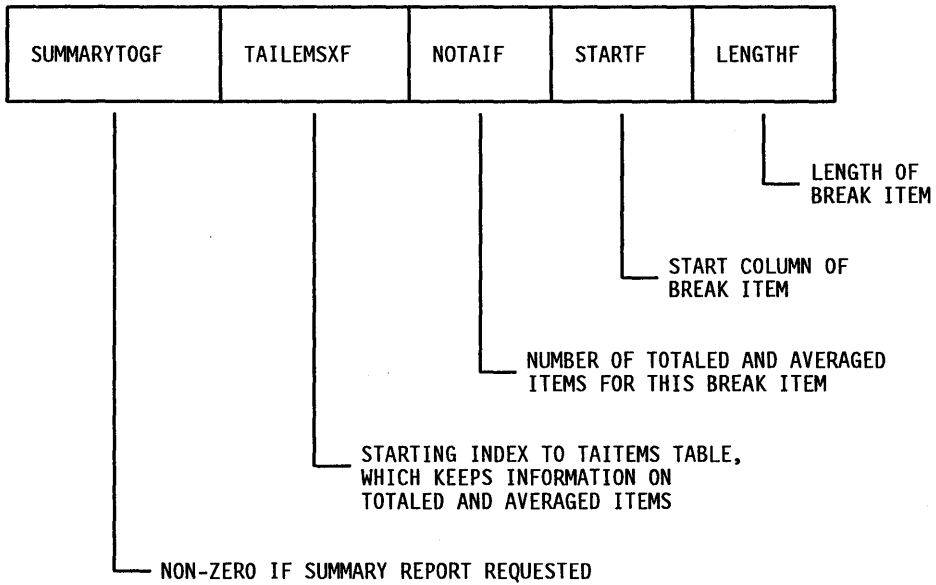 SUMMARYTOGF TAILEMSXF NOTAIF STARTF LENGTHF
LENGTH OF
BREAK ITEM
START COLUMN OF
BREAK ITEM
NUMBER OF TOTALED AND AVERAGED
ITEMS FOR THIS BREAK ITEM
STARTING INDEX TO TAITEMS TABLE,
WHICH KEEPS INFORMATION ON
TOTALED AND AVERAGED ITEMS
NON-ZERO IF SUMMARY REPORT REQUESTED